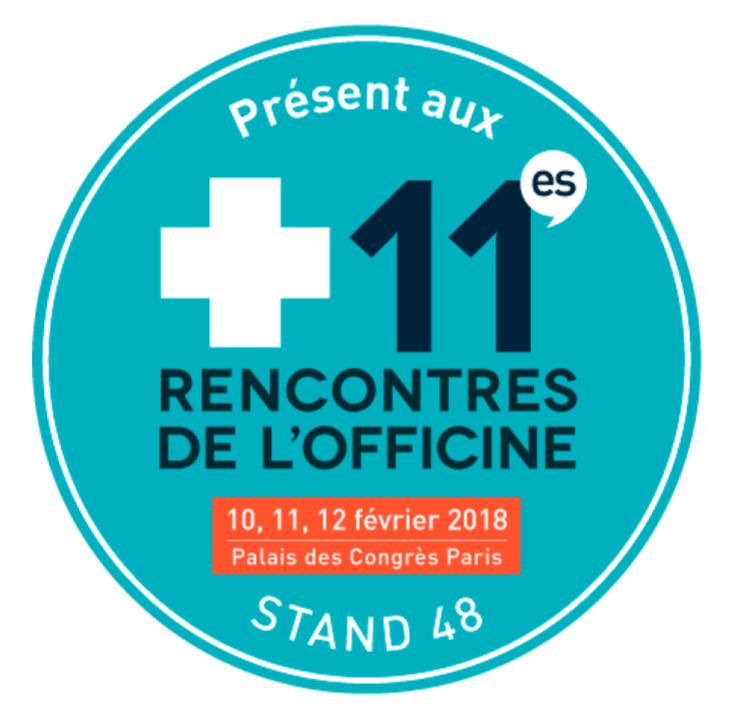 Présent aux
11es
RENCONTRES
DE L'OFFICINE
10, 11, 12 février 2018
Palais des Congrès Paris
STAND 48